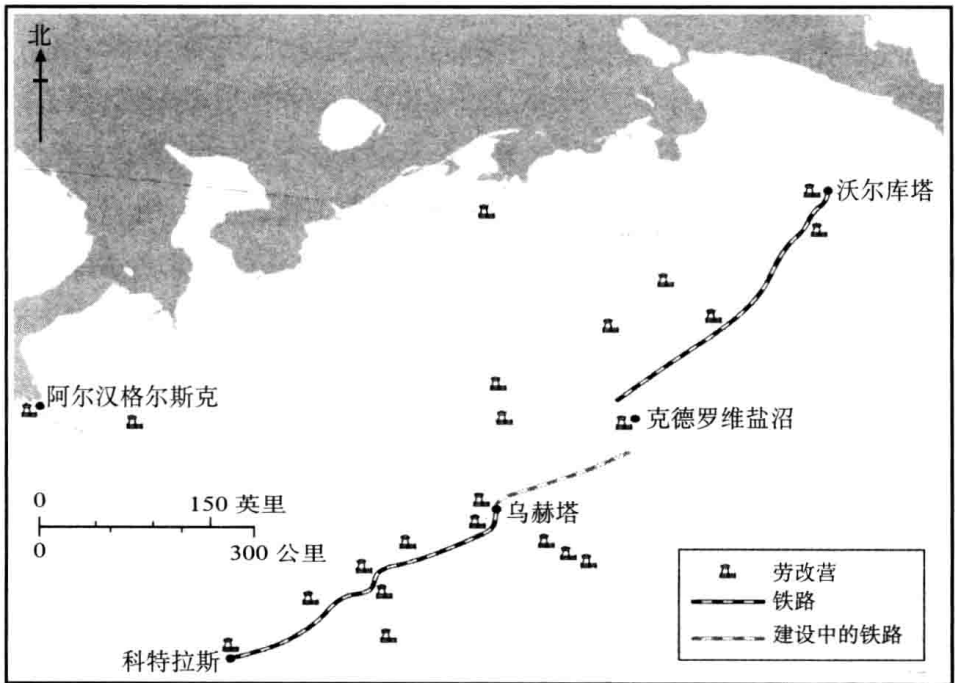 北
沃尔库塔
阿尔汉格尔斯克
克德罗维盐沼
0 150 英里
乌赫塔
0 300 公里
劳改营
铁路
建设中的铁路
科特拉斯